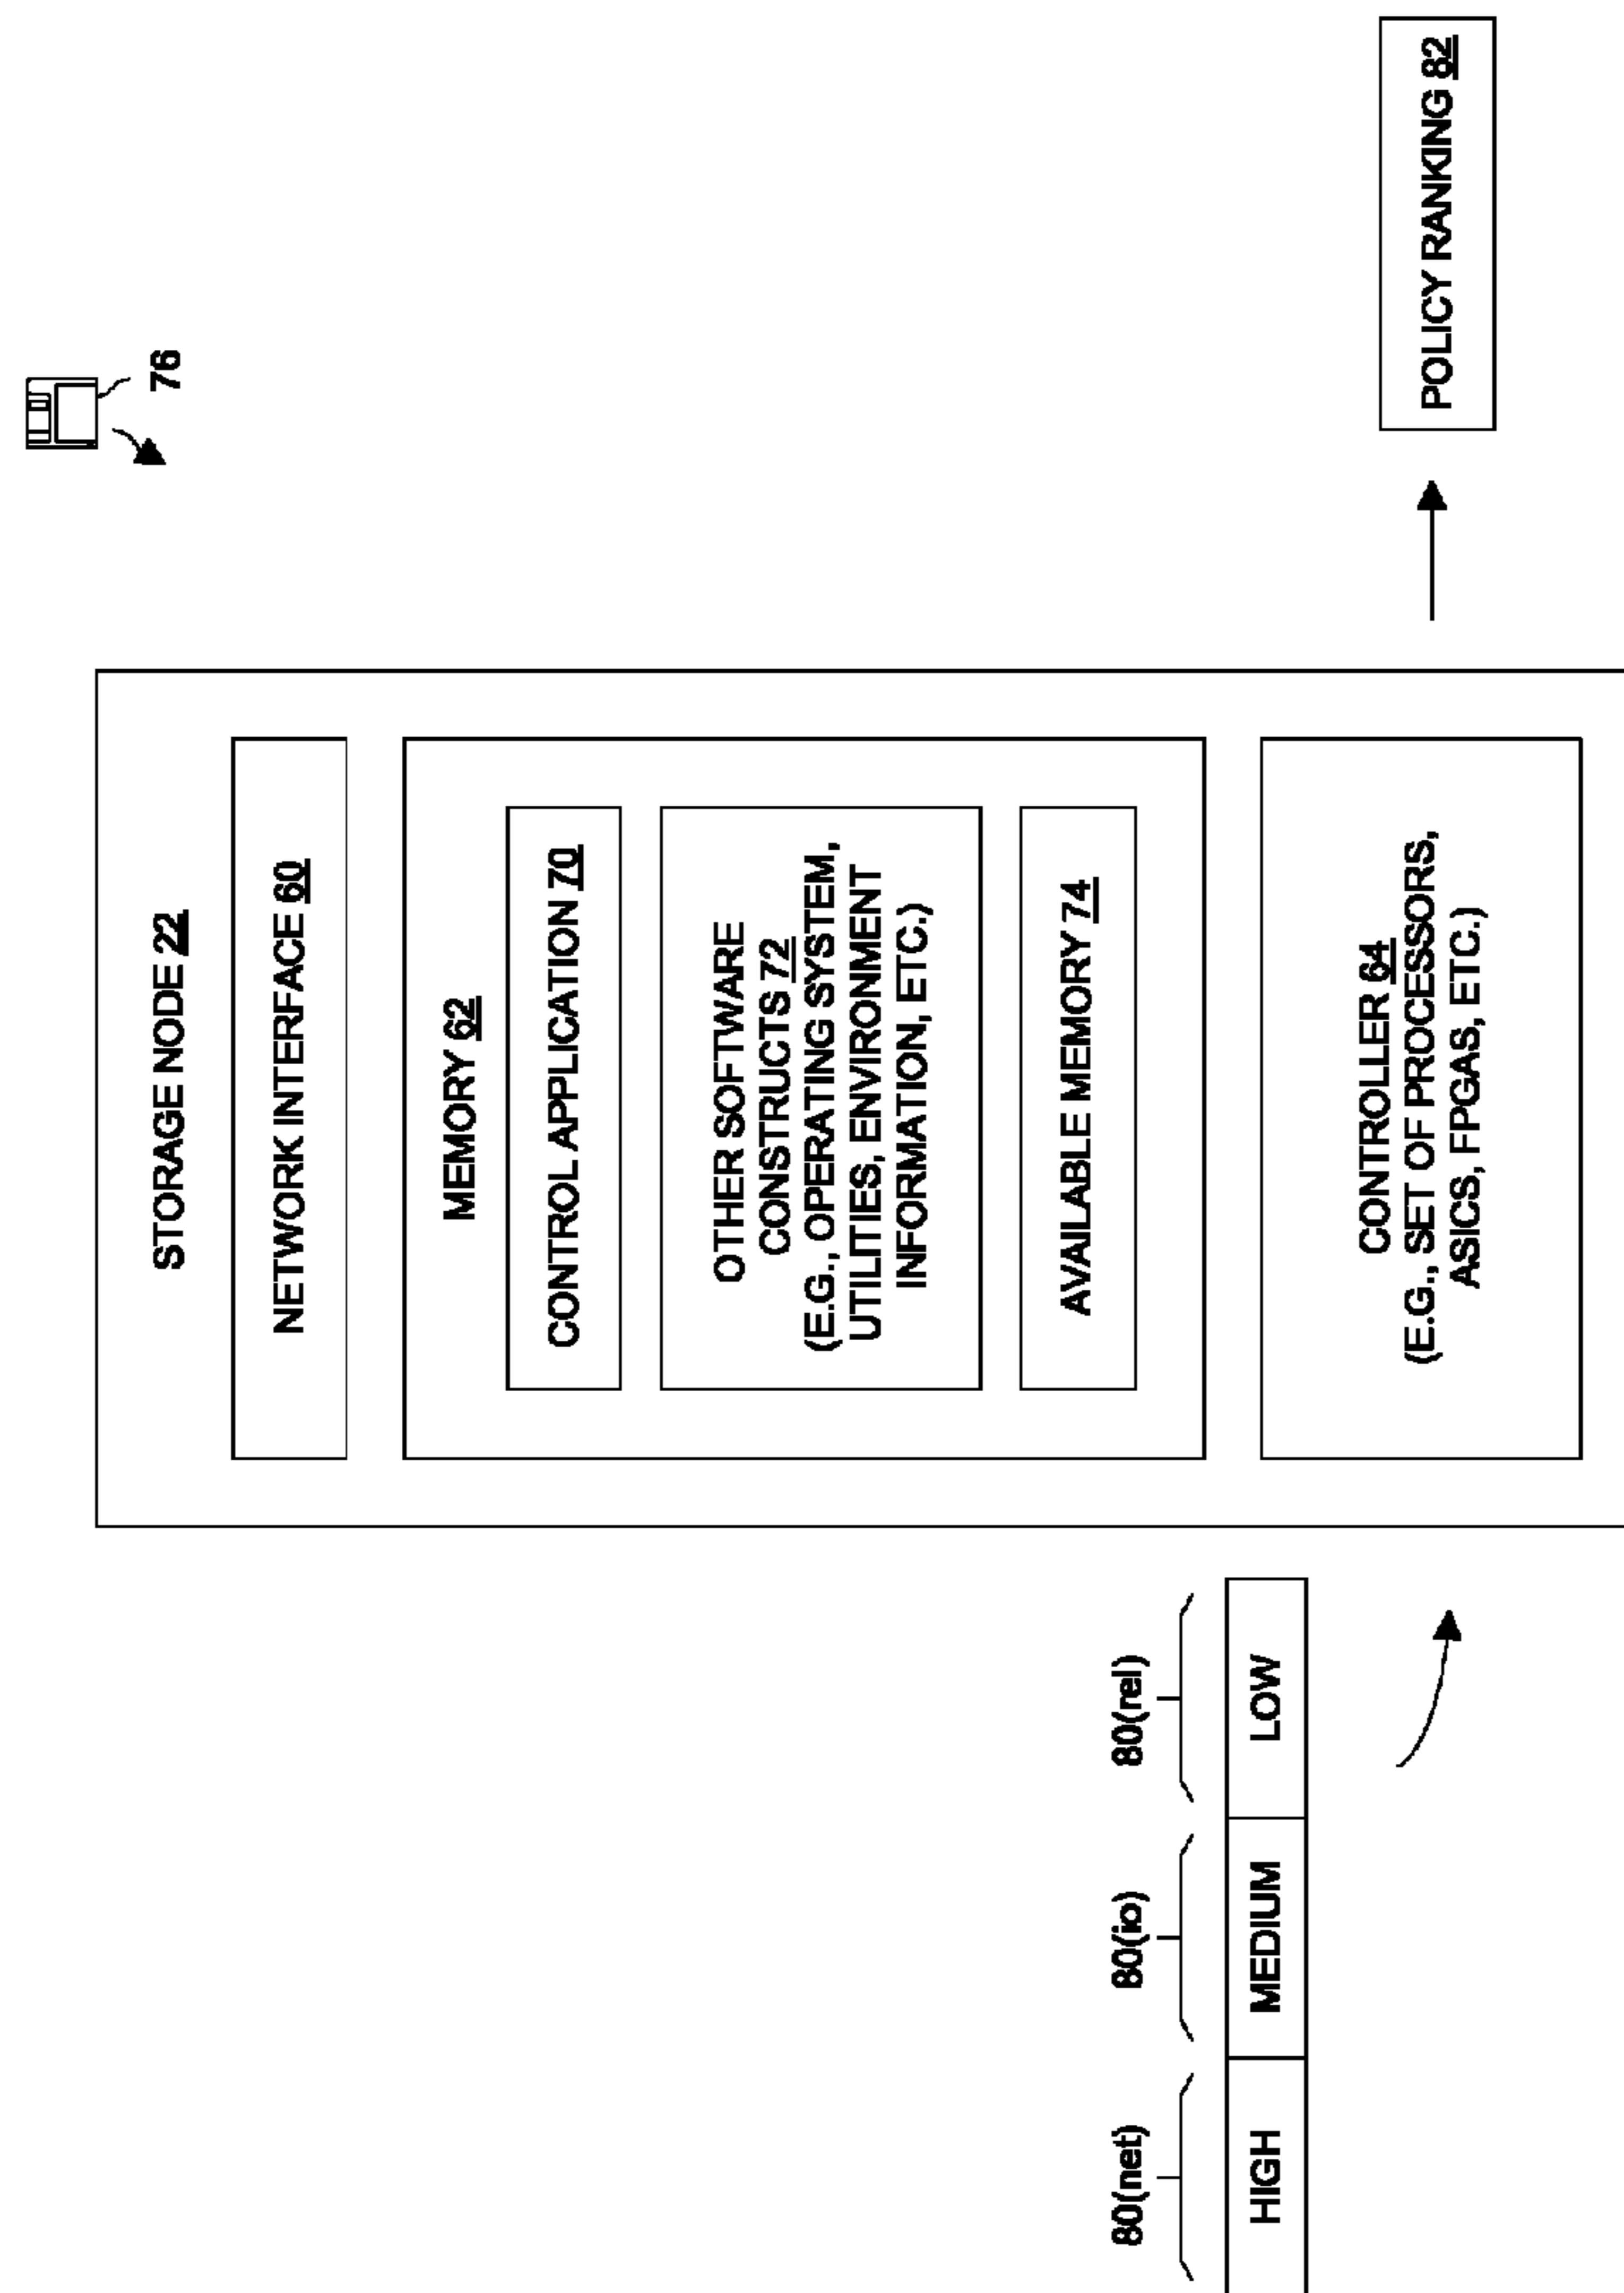 76
STORAGE NODE 22
NETWORK INTERFACE 60
MEMORY 62
CONTROL APPLICATION 70
OTHER SOFTWARE
CONSTRUCTS 72
(E.G., OPERATING SYSTEM,
UTILITIES, ENVIRONMENT
INFORMATION, ETC.)
AVAILABLE MEMORY 74
CONTROLLER 64
(E.G., SET OF PROCESSORS,
ASICS, FPGAS, ETC.)
80(net)
80(io)
80(rel)
HIGH
MEDIUM
LOW
POLICY RANKING 82